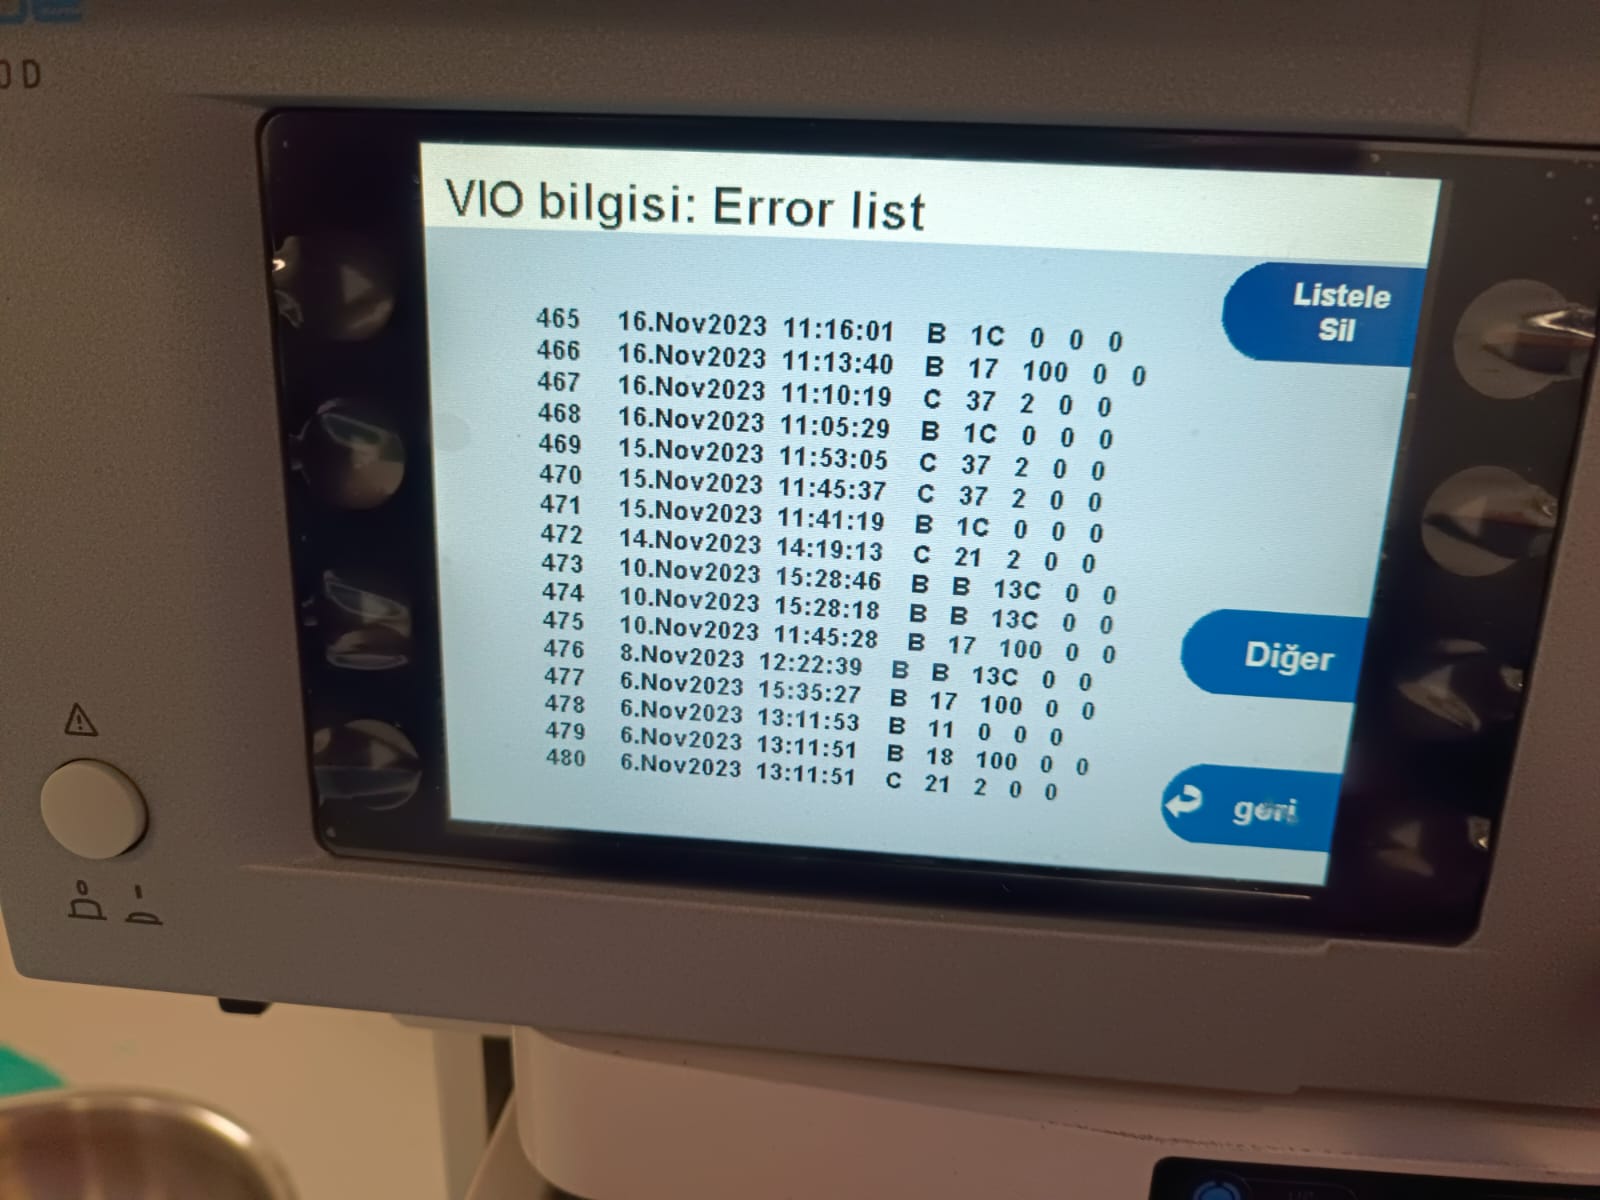 D
VIO bilgisi: Error list
Listele
Sil
465 16.Nov2023 11:16:01 B 1C 0 0 0
466 16.Nov2023 11:13:40 B 17 100 0 0
467 16.Nov2023 11:10:19 C 37 2 0 0
468 16.Nov2023 11:05:29 B 1C 0 0 0
469 15.Nov2023 11:53:05 C 37 2 0 0
470 15.Nov2023 11:45:37 C 37 2 0 0
471 15.Nov2023 11:41:19 B 1C 0 0 0
472 14.Nov2023 14:19:13 C 21 2 0 0
473 10.Nov2023 15:28:46 B B 13C 0 0
474 10.Nov2023 15:28:18 B B 13C 0 0
475 10.Nov2023 11:45:28 B 17 100 0 0
476 8.Nov2023 12:22:39 B B 13C 0 0
477 6.Nov2023 15:35:27 B 17 100 0 0
478 6.Nov2023 13:11:53 B 11 0 0 0
479 6.Nov2023 13:11:51 B 18 100 0 0
480 6.Nov2023 13:11:51 C 21 2 0 0
Diğer
geri